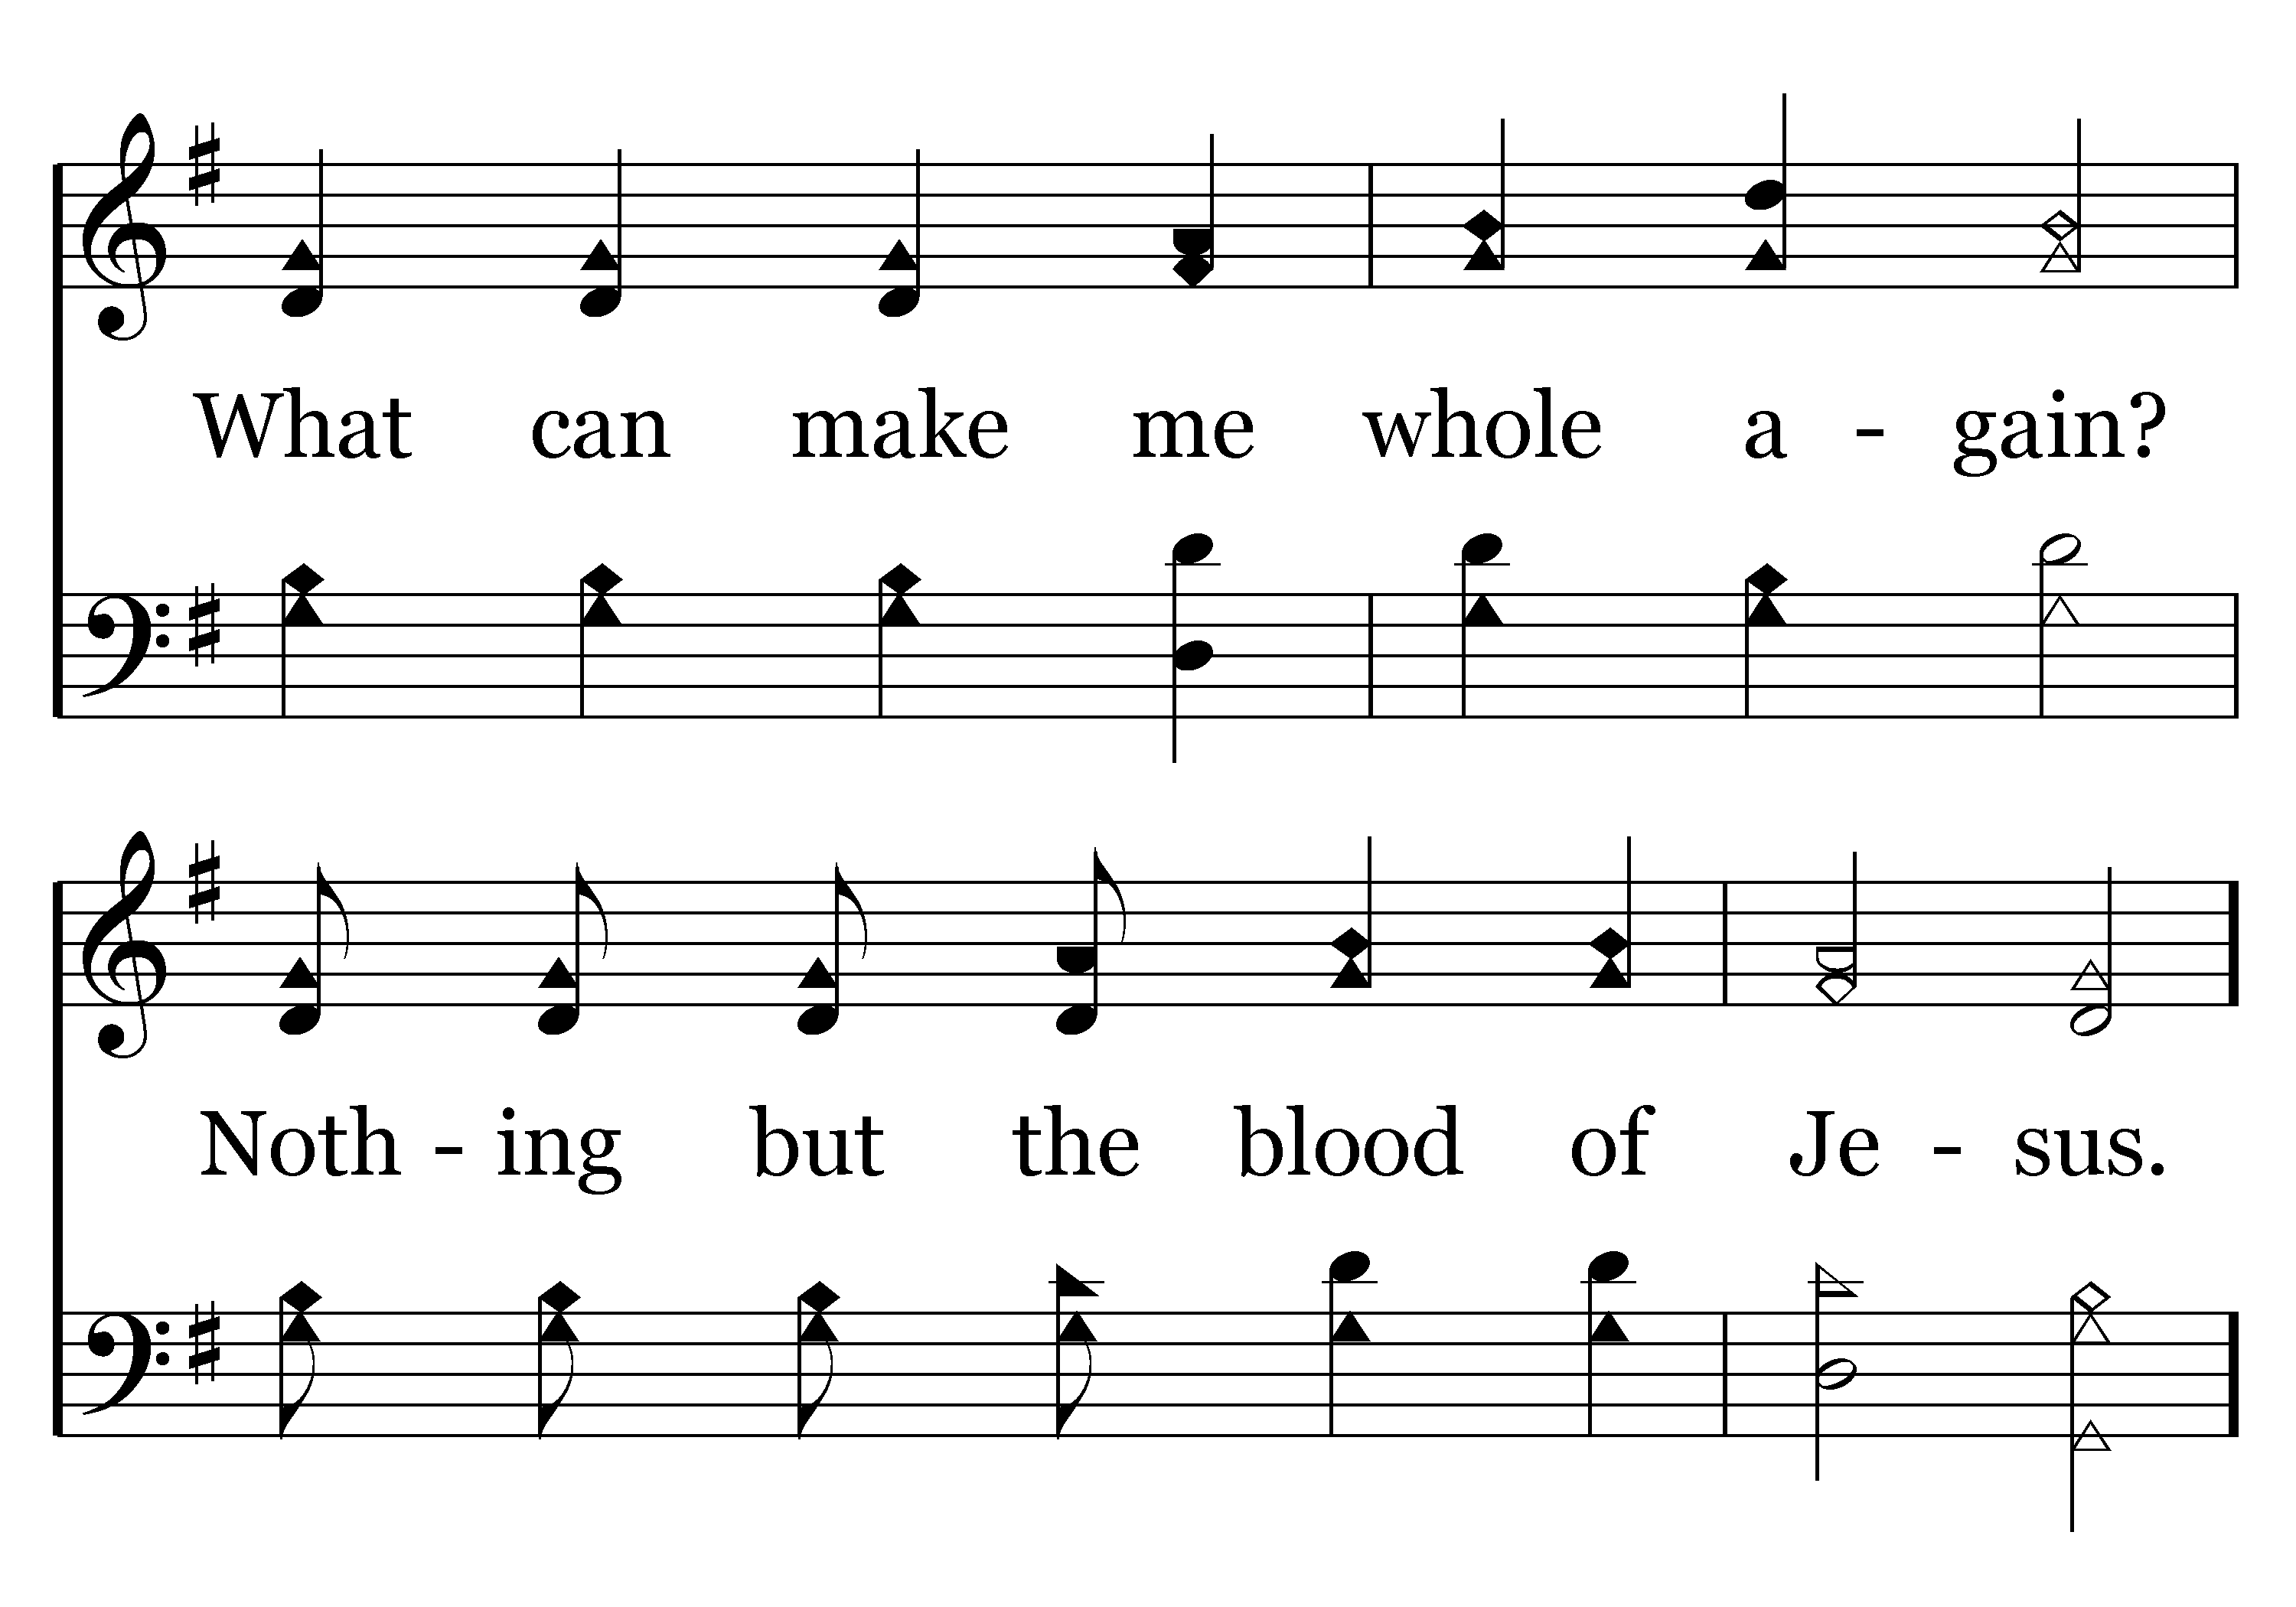 What can make me whole a - gain?
Noth - ing but the blood of Je - sus.